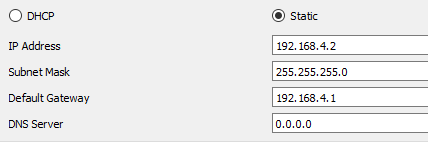 DHCP Static
IP Address 192.168.4.2
Subnet Mask 255.255.255.0
Default Gateway 192.168.4.1
DNS Server 0.0.0.0